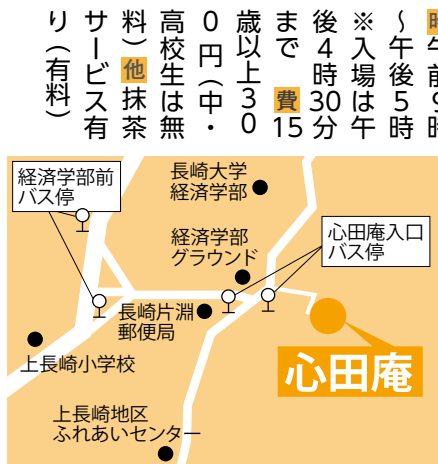 時午前9時
～午後5時
※入場は午
後4時30分
まで 費15
歳以上30
0円(中・
高校生は無
料)他抹茶
サービス有
り(有料)
経済学部前
バス停
長崎大学
経済学部
経済学部
グラウンド
心田庵入口
バス停
長崎片淵
郵便局
上長崎小学校
心田庵
上長崎地区
ふれあいセンター